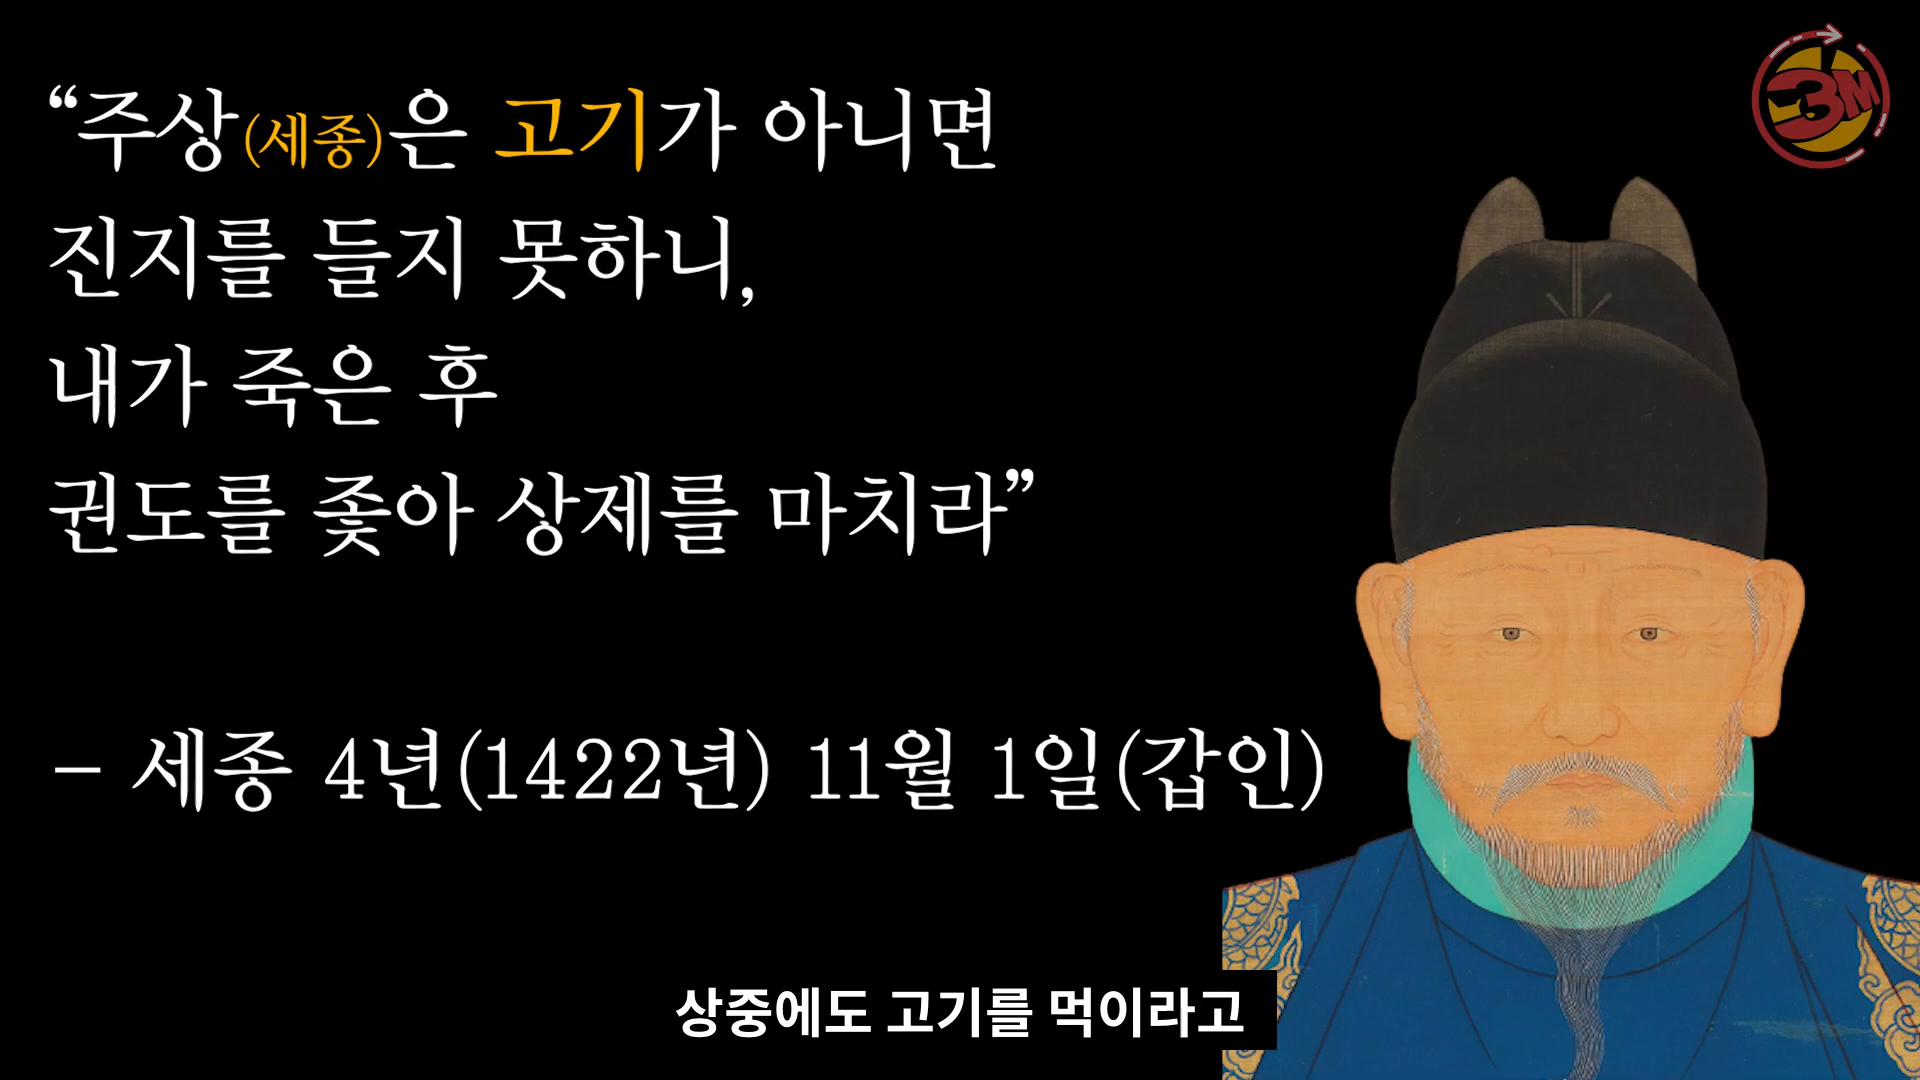 “주상(세종)은 고기가 아니면
진지를 들지 못하니,
내가 죽은 후
권도를 좇아 상제를 마치라”
– 세종 4년(1422년) 11월 1일(갑인)
상중에도 고기를 먹이라고
3M